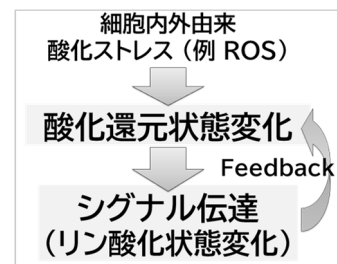 細胞内外由来
酸化ストレス（例 ROS）
酸化還元状態変化
Feedback
シグナル伝達
（リン酸化状態変化）